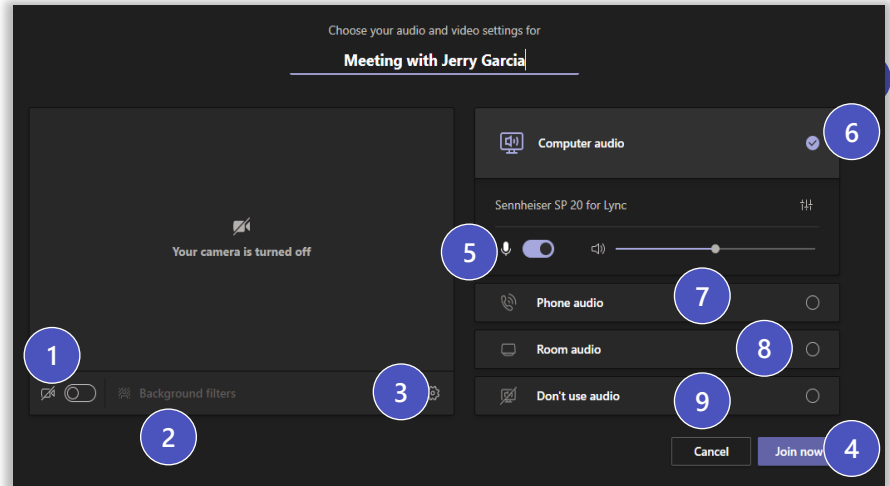 Choose your audio and video settings for
Meeting with Jerry Garcia
6
Computer audio
Sennheiser SP 20 for Lync
Your camera is turned off
5
7
Phone audio
1
Room audio
8
Background filters
3
Don't use audio
9
2
Cancel
Join now
4